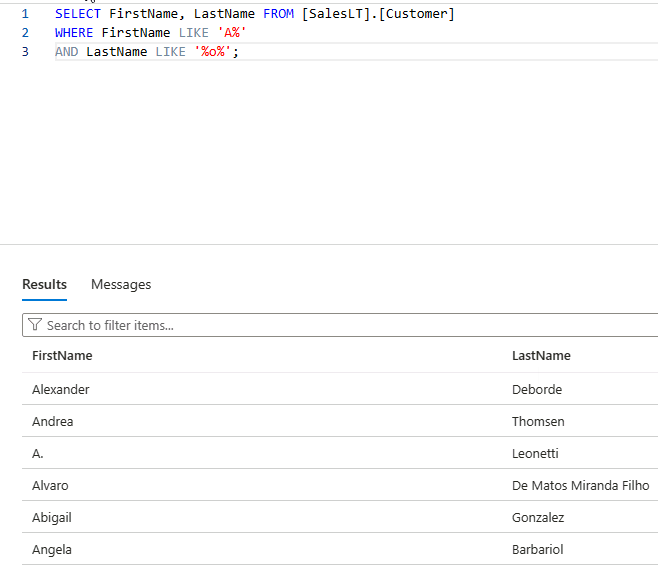 1 SELECT FirstName, LastName FROM [SalesLT].[Customer]
2 WHERE FirstName LIKE 'A%'
3 AND LastName LIKE '%o%';
Results Messages
Search to filter items...
FirstName LastName
Alexander Deborde
Andrea Thomsen
A. Leonetti
Alvaro De Matos Miranda Filho
Abigail Gonzalez
Angela Barbariol